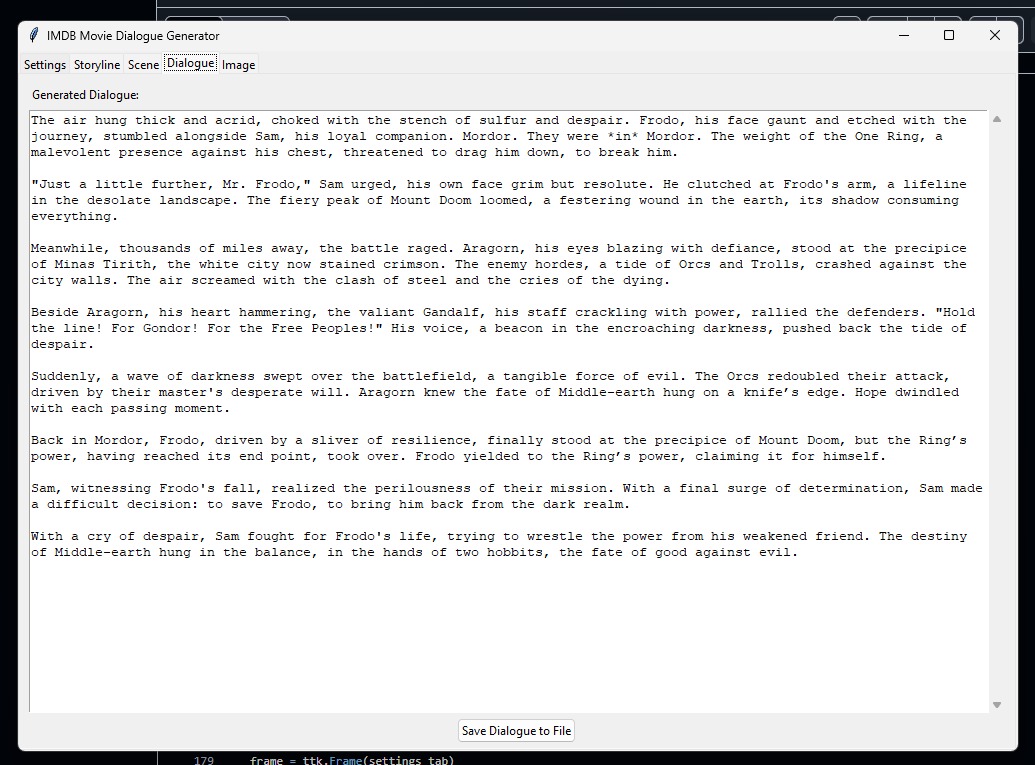 IMDB Movie Dialogue Generator
Settings Storyline Scene Dialogue Image
Generated Dialogue:
The air hung thick and acrid, choked with the stench of sulfur and despair. Frodo, his face gaunt and etched with the
journey, stumbled alongside Sam, his loyal companion. Mordor. They were *in* Mordor. The weight of the One Ring, a
malevolent presence against his chest, threatened to drag him down, to break him.
"Just a little further, Mr. Frodo," Sam urged, his own face grim but resolute. He clutched at Frodo's arm, a lifeline
in the desolate landscape. The fiery peak of Mount Doom loomed, a festering wound in the earth, its shadow consuming
everything.
Meanwhile, thousands of miles away, the battle raged. Aragorn, his eyes blazing with defiance, stood at the precipice
of Minas Tirith, the white city now stained crimson. The enemy hordes, a tide of Orcs and Trolls, crashed against the
city walls. The air screamed with the clash of steel and the cries of the dying.
Beside Aragorn, his heart hammering, the valiant Gandalf, his staff crackling with power, rallied the defenders. "Hold
the line! For Gondor! For the Free Peoples!" His voice, a beacon in the encroaching darkness, pushed back the tide of
despair.
Suddenly, a wave of darkness swept over the battlefield, a tangible force of evil. The Orcs redoubled their attack,
driven by their master's desperate will. Aragorn knew the fate of Middle-earth hung on a knife’s edge. Hope dwindled
with each passing moment.
Back in Mordor, Frodo, driven by a sliver of resilience, finally stood at the precipice of Mount Doom, but the Ring’s
power, having reached its end point, took over. Frodo yielded to the Ring’s power, claiming it for himself.
Sam, witnessing Frodo's fall, realized the perilousness of their mission. With a final surge of determination, Sam made
a difficult decision: to save Frodo, to bring him back from the dark realm.
With a cry of despair, Sam fought for Frodo's life, trying to wrestle the power from his weakened friend. The destiny
of Middle-earth hung in the balance, in the hands of two hobbits, the fate of good against evil.
Save Dialogue to File
179 frame = ttk.Frame(settings_tab)